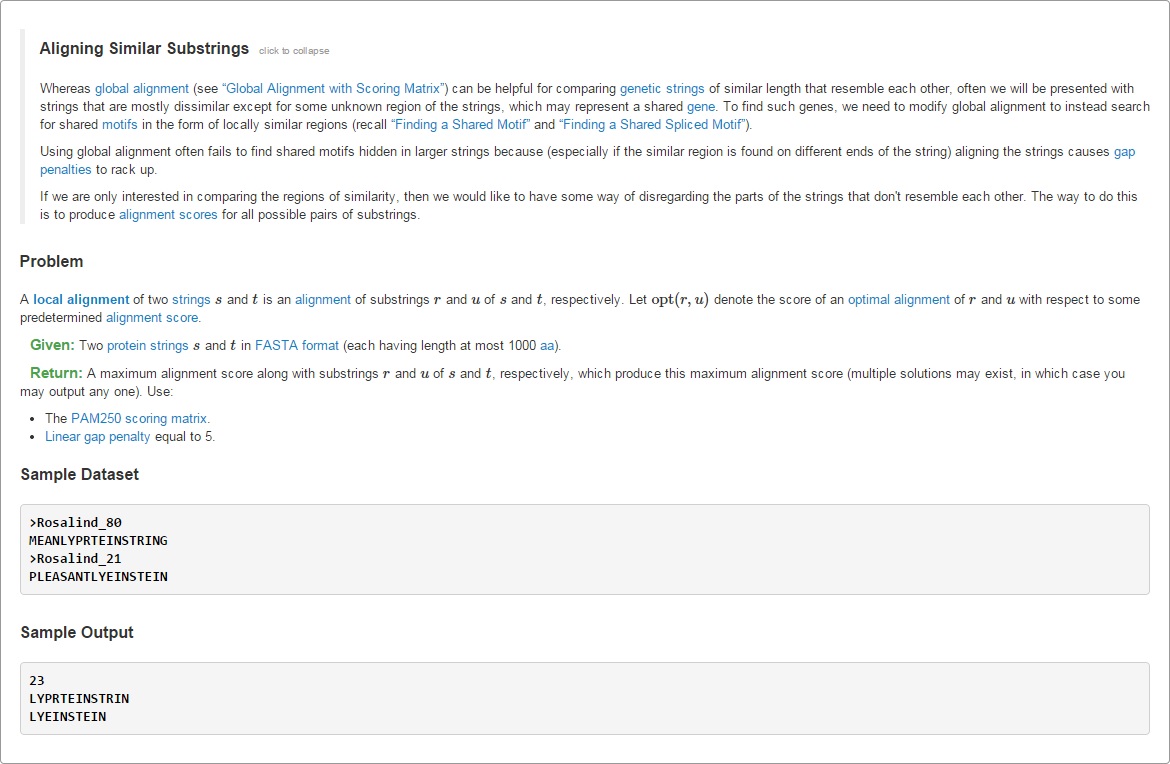 Aligning Similar Substrings click to collapse
Whereas global alignment (see “Global Alignment with Scoring Matrix”) can be helpful for comparing genetic strings of similar length that resemble each other, often we will be presented with
strings that are mostly dissimilar except for some unknown region of the strings, which may represent a shared gene. To find such genes, we need to modify global alignment to instead search
for shared motifs in the form of locally similar regions (recall “Finding a Shared Motif” and “Finding a Shared Spliced Motif”).
Using global alignment often fails to find shared motifs hidden in larger strings because (especially if the similar region is found on different ends of the string) aligning the strings causes gap
penalties to rack up.
If we are only interested in comparing the regions of similarity, then we would like to have some way of disregarding the parts of the strings that don't resemble each other. The way to do this
is to produce alignment scores for all possible pairs of substrings.
Problem
A local alignment of two strings s and t is an alignment of substrings r and u of s and t, respectively. Let opt(r, u) denote the score of an optimal alignment of r and u with respect to some
predetermined alignment score.
Given: Two protein strings s and t in FASTA format (each having length at most 1000 aa).
Return: A maximum alignment score along with substrings r and u of s and t, respectively, which produce this maximum alignment score (multiple solutions may exist, in which case you
may output any one). Use:
• The PAM250 scoring matrix.
• Linear gap penalty equal to 5.
Sample Dataset
>Rosalind_80
MEANLYPRTEINSTRING
>Rosalind_21
PLEASANTLYEINSTEIN
Sample Output
23
LYPRTEINSTRIN
LYEINSTEIN